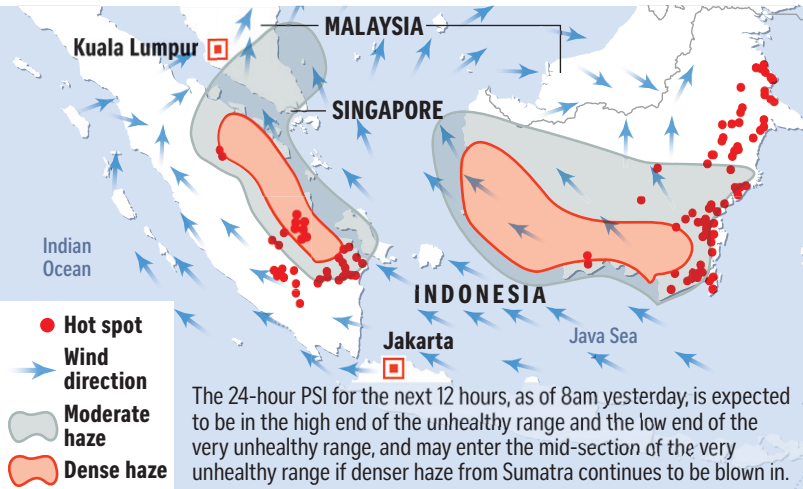 MALAYSIA
Kuala Lumpur
SINGAPORE
Indian
Ocean
INDONESIA
Java Sea
Jakarta
Hot spot
Wind
direction
Moderate
haze
Dense haze
The 24-hour PSI for the next 12 hours, as of 8am yesterday, is expected
to be in the high end of the unhealthy range and the low end of the
very unhealthy range, and may enter the mid-section of the very
unhealthy range if denser haze from Sumatra continues to be blown in.